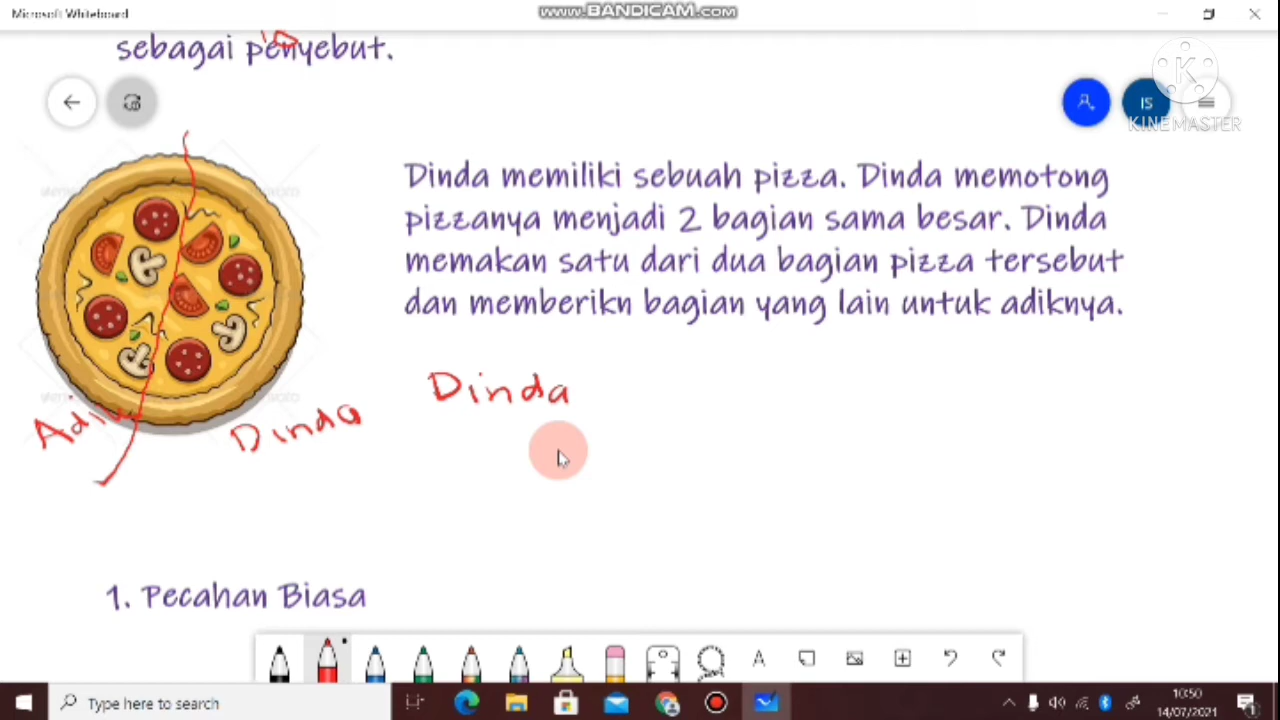 www.BANDICAM.com
Microsoft Whiteboard
sebagai penyebut.
IS
KINEMASTER
Dinda memiliki sebuah pizza. Dinda memotong
pizzanya menjadi 2 bagian sama besar. Dinda
memakan satu dari dua bagian pizza tersebut
dan memberikn bagian yang lain untuk adiknya.
Adik
Dinda
Dinda
1. Pecahan Biasa
Type here to search
10:50
14/07/2021